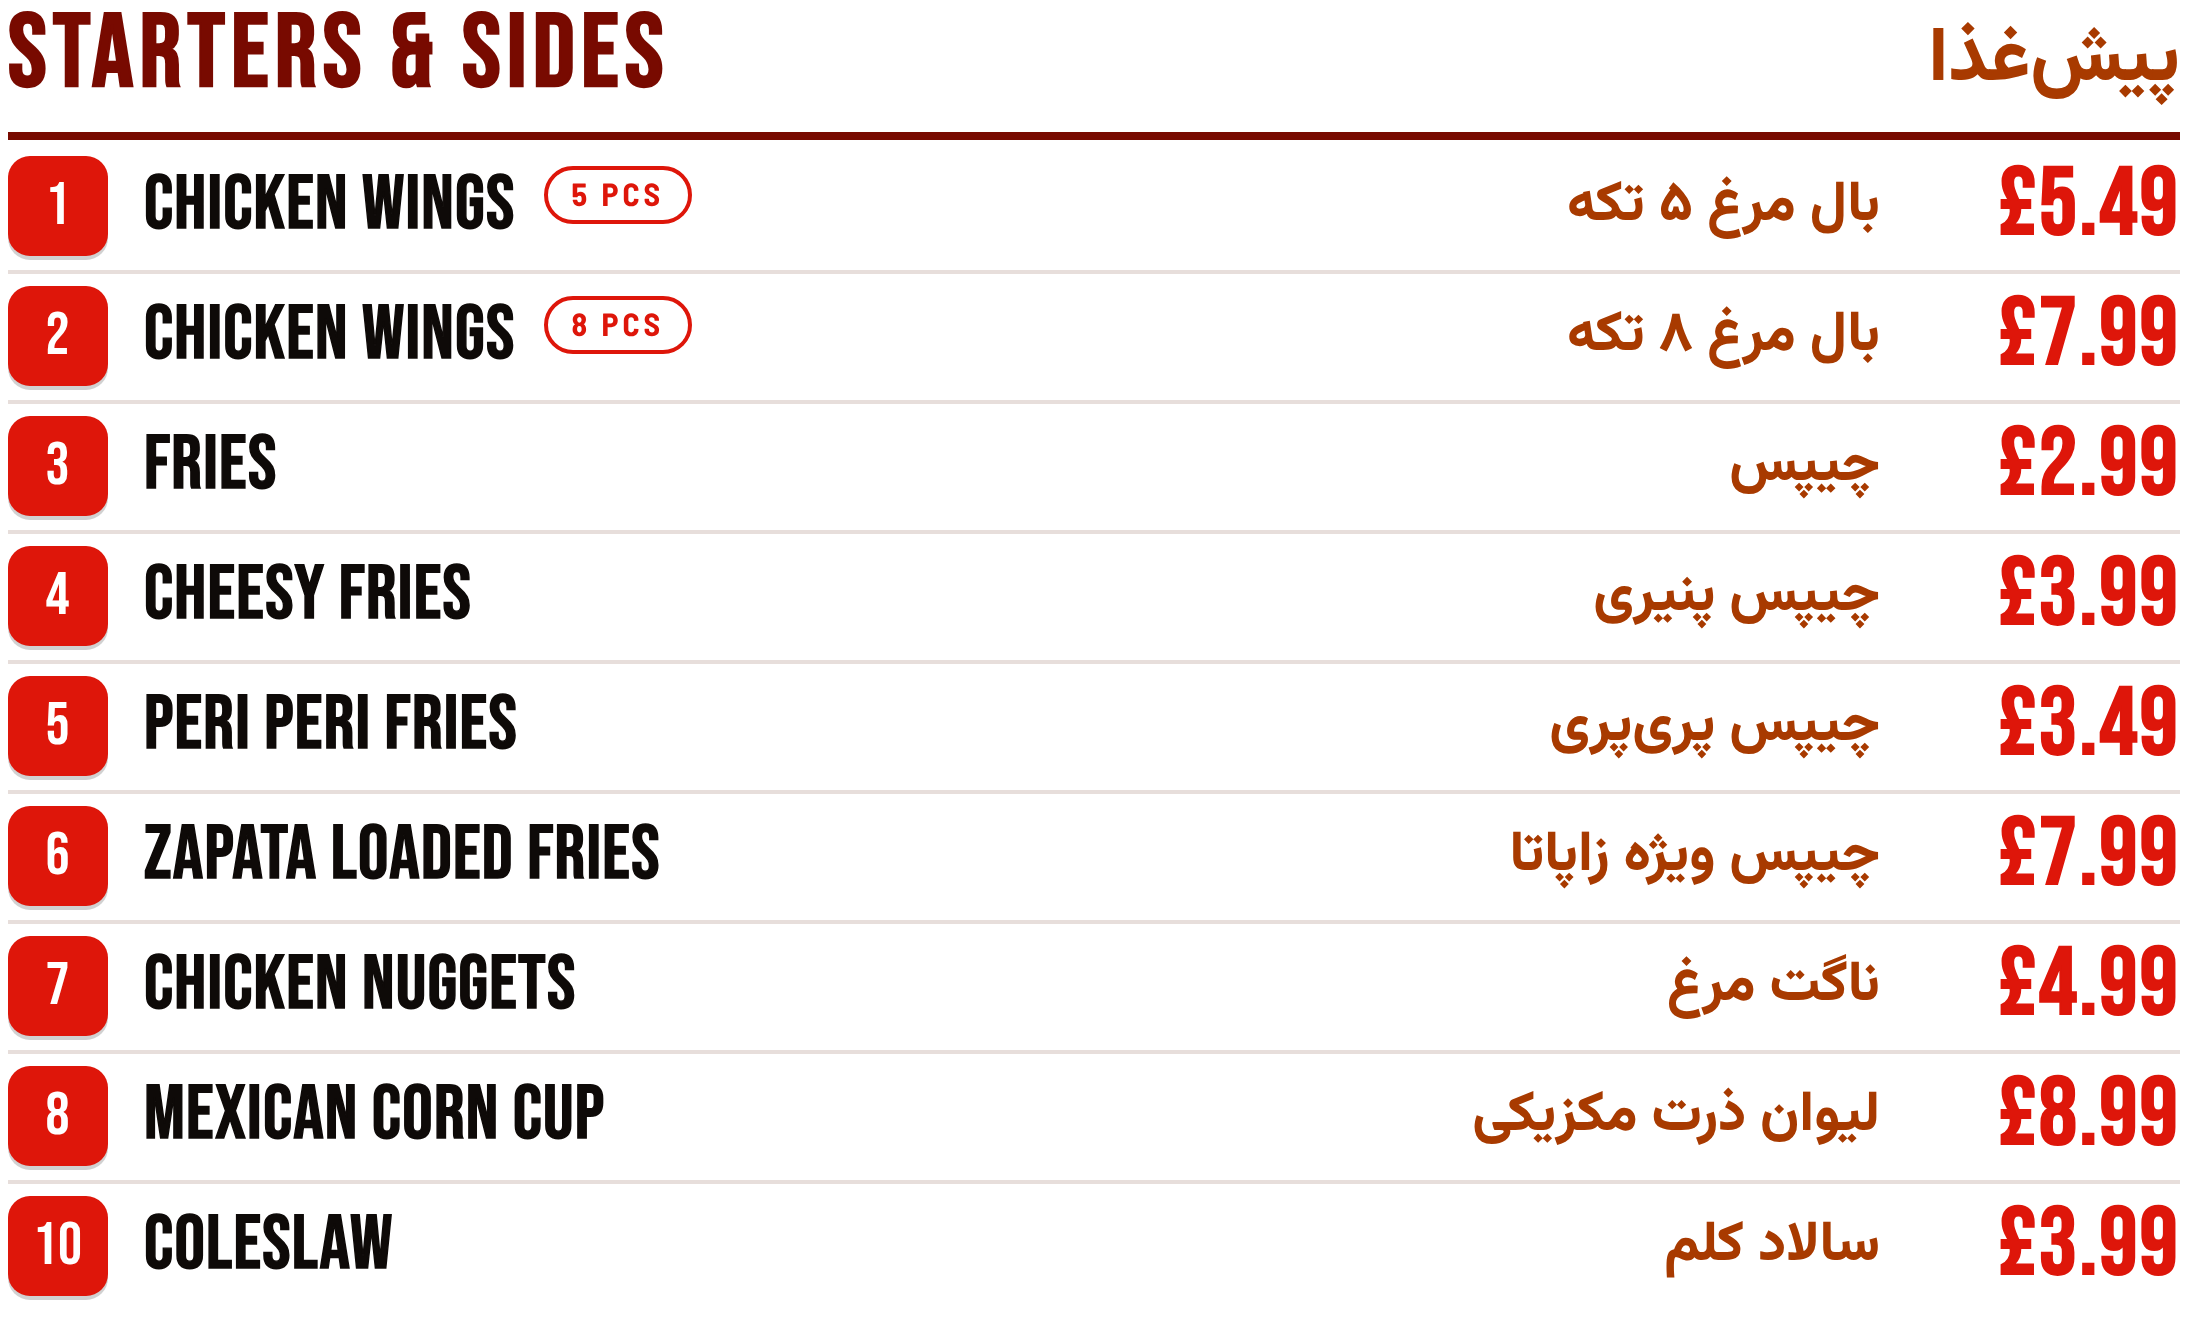 STARTERS & SIDES پیش‌غذا
1 CHICKEN WINGS 5 PCS بال مرغ ۵ تکه £5.49
2 CHICKEN WINGS 8 PCS بال مرغ ۸ تکه £7.99
3 FRIES چیپس £2.99
4 CHEESY FRIES چیپس پنیری £3.99
5 PERI PERI FRIES چیپس پری‌پری £3.49
6 ZAPATA LOADED FRIES چیپس ویژه زاپاتا £7.99
7 CHICKEN NUGGETS ناگت مرغ £4.99
8 MEXICAN CORN CUP لیوان ذرت مکزیکی £8.99
10 COLESLAW سالاد کلم £3.99